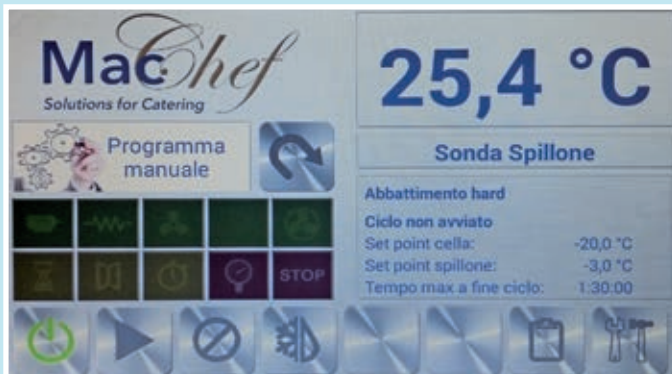 MacChef
Solutions for Catering
Programma
manuale
STOP
25,4 °C
Sonda Spillone
Abbattimento hard
Ciclo non avviato
Set point cella: -20,0 °C
Set point spillone: -3,0 °C
Tempo max a fine ciclo: 1:30:00